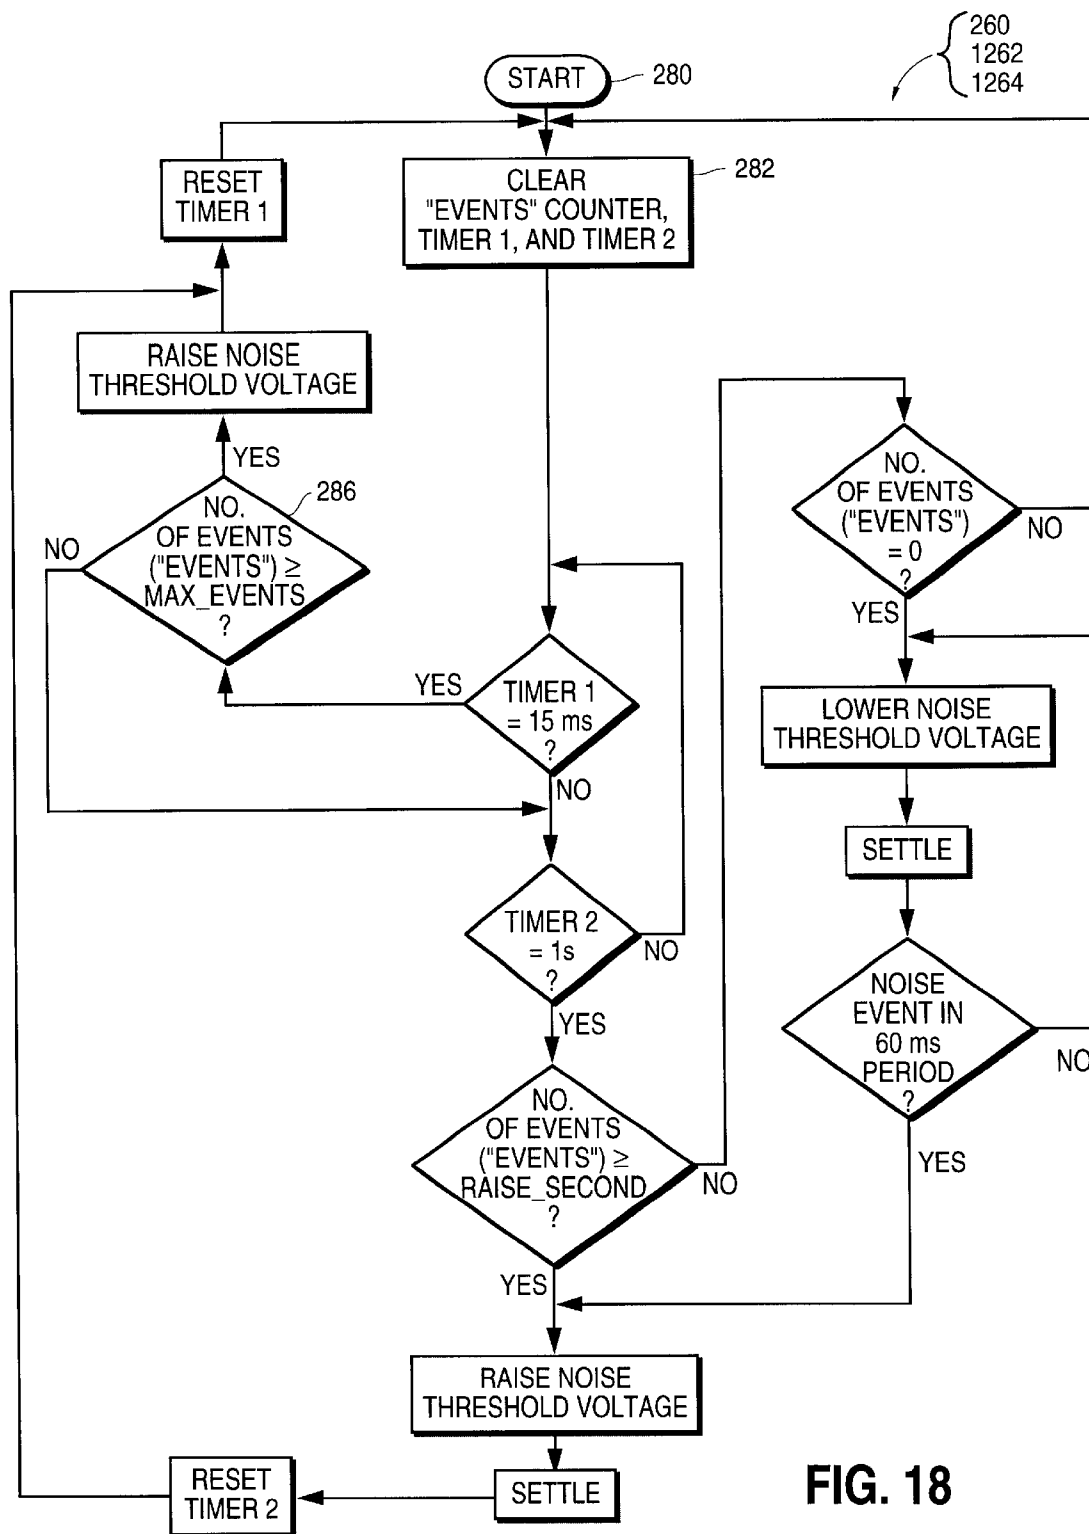 260
1262
1264
START
280
RESET
TIMER 1
CLEAR
"EVENTS" COUNTER,
TIMER 1, AND TIMER 2
282
RAISE NOISE
THRESHOLD VOLTAGE
YES
286
NO.
OF EVENTS
("EVENTS") ≥
MAX_EVENTS
?
NO
NO.
OF EVENTS
("EVENTS")
= 0
?
NO
YES
YES
TIMER 1
= 15 ms
?
NO
LOWER NOISE
THRESHOLD VOLTAGE
SETTLE
TIMER 2
= 1s
?
NO
YES
NOISE
EVENT IN
60 ms
PERIOD
?
NO
YES
NO.
OF EVENTS
("EVENTS") ≥
RAISE_SECOND
?
NO
YES
RAISE NOISE
THRESHOLD VOLTAGE
SETTLE
RESET
TIMER 2
FIG. 18